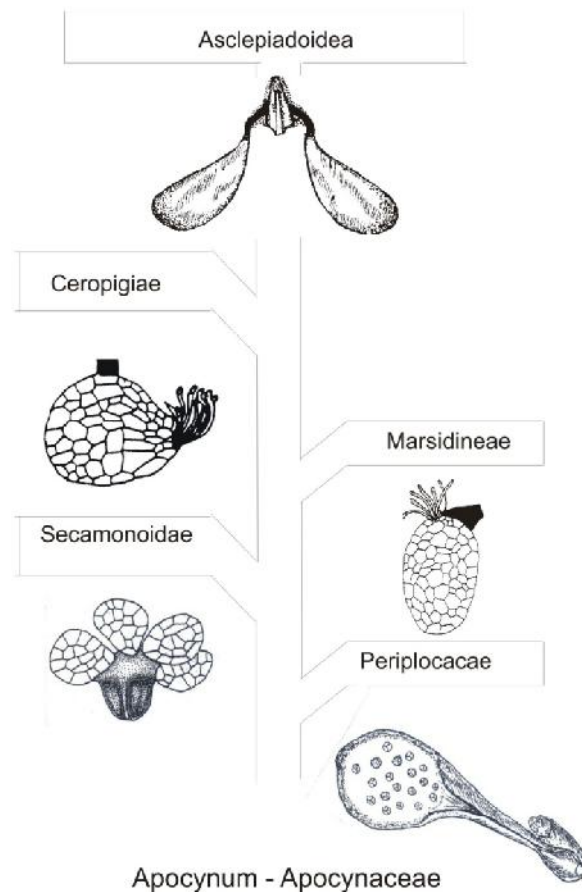 Asclepiadoidea
Ceropigiae
Marsidineae
Secamonoidae
Periplocacae
Apocynum - Apocynaceae